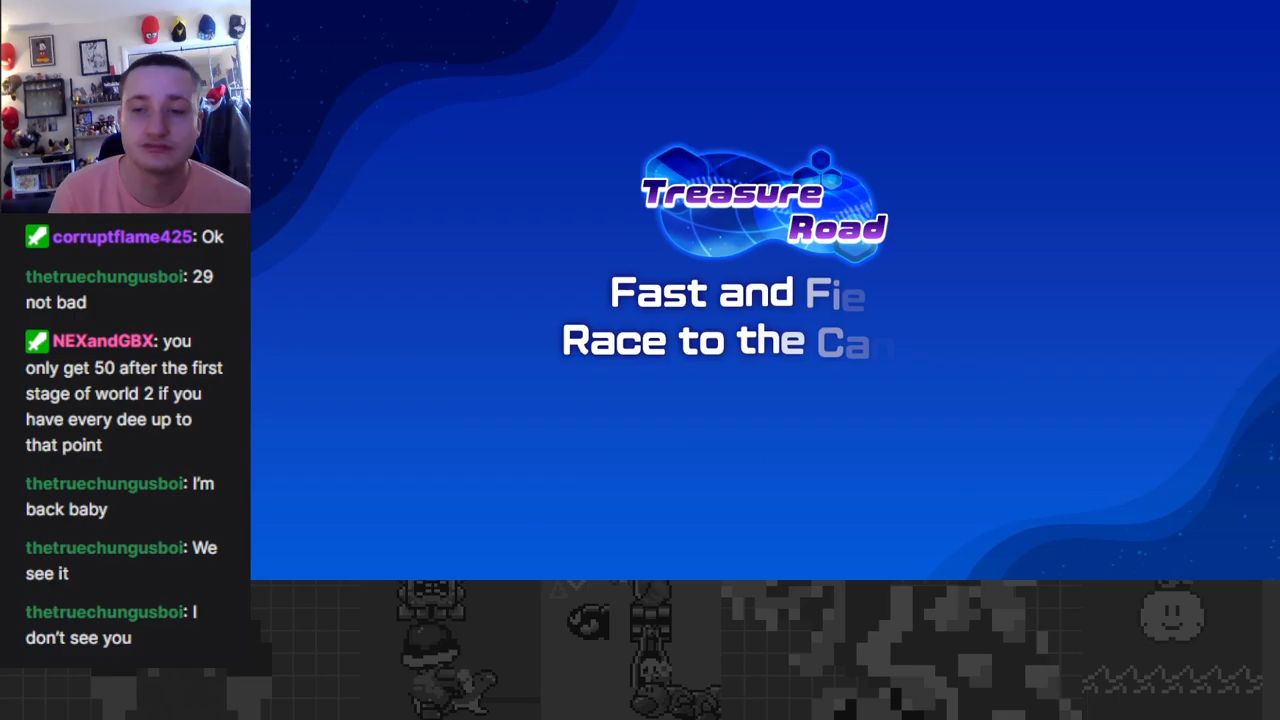 Treasure
Road
Fast and Fie
Race to the Can
corruptflame425: Ok
thetruechungusboi: 29
not bad
NEXandGBX: you
only get 50 after the first
stage of world 2 if you
have every dee up to
that point
thetruechungusboi: I'm
back baby
thetruechungusboi: We
see it
thetruechungusboi: I
don't see you